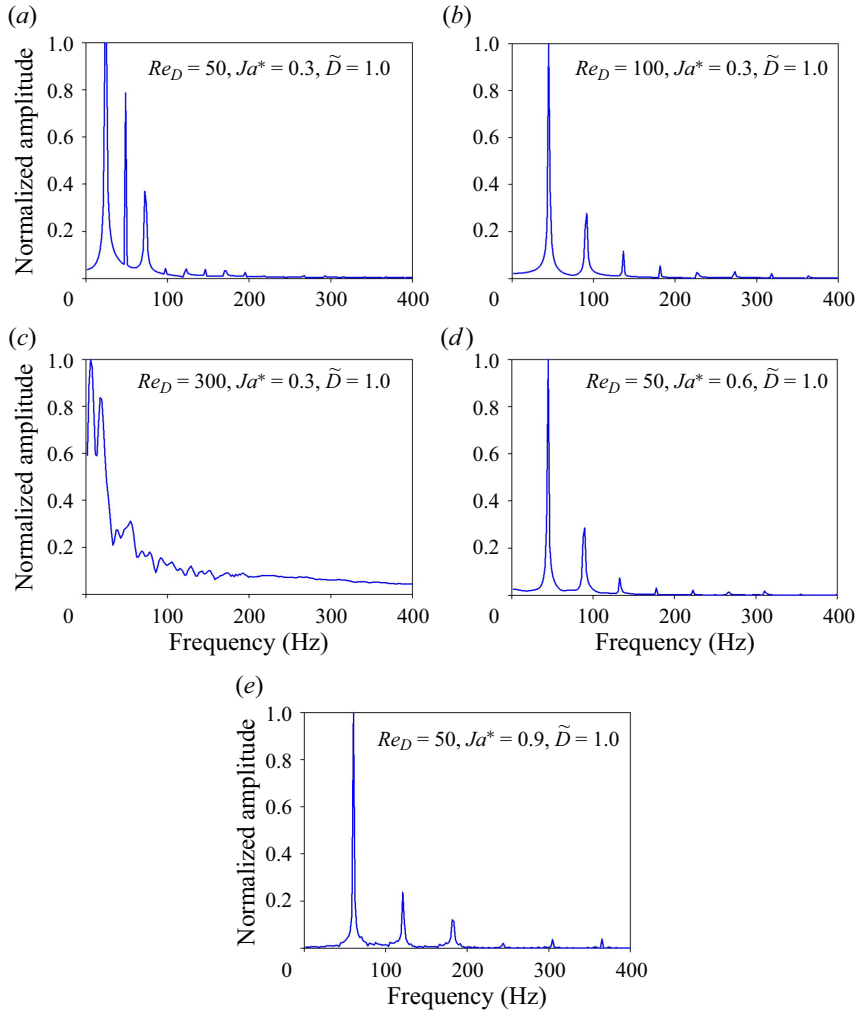 (a)
Normalized amplitude
1.0
0.8
0.6
0.4
0.2
0 100 200 300 400
Re_D = 50, Ja* = 0.3, D̃ = 1.0
(b)
1.0
0.8
0.6
0.4
0.2
0 100 200 300 400
Re_D = 100, Ja* = 0.3, D̃ = 1.0
(c)
Normalized amplitude
1.0
0.8
0.6
0.4
0.2
0 100 200 300 400
Frequency (Hz)
Re_D = 300, Ja* = 0.3, D̃ = 1.0
(d)
1.0
0.8
0.6
0.4
0.2
0 100 200 300 400
Frequency (Hz)
Re_D = 50, Ja* = 0.6, D̃ = 1.0
(e)
Normalized amplitude
1.0
0.8
0.6
0.4
0.2
0 100 200 300 400
Frequency (Hz)
Re_D = 50, Ja* = 0.9, D̃ = 1.0